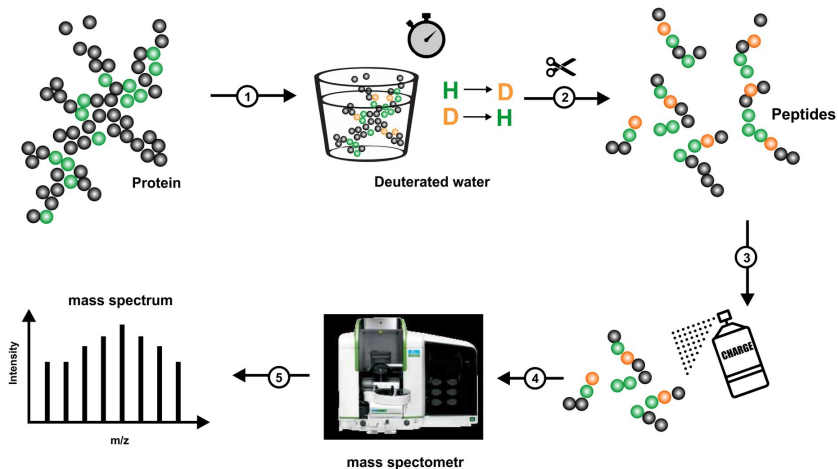 Protein
1
Deuterated water
H D
D H
2
Peptides
3
CHARGE
4
mass spectometr
5
mass spectrum
Intensity
m/z